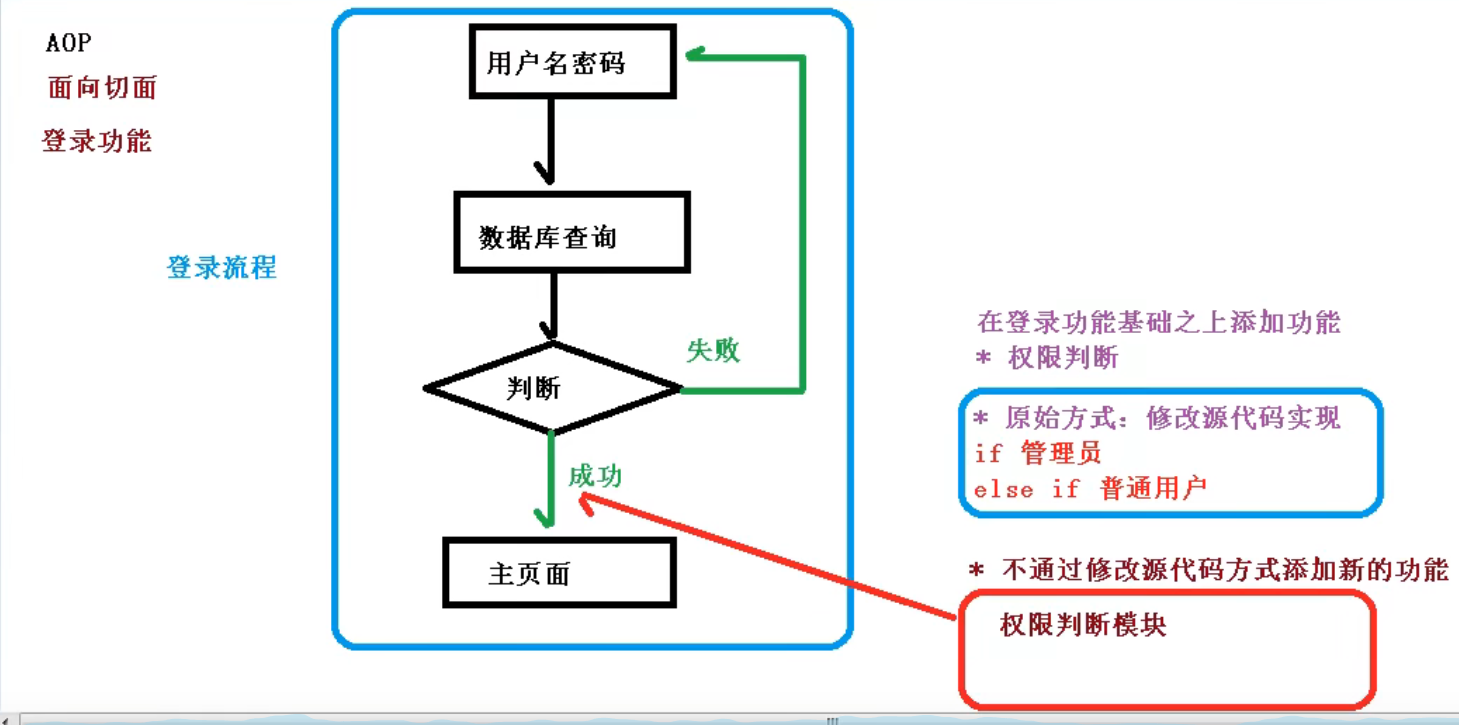 AOP
面向切面
登录功能
登录流程
用户名密码
数据库查询
判断
失败
成功
主页面
在登录功能基础之上添加功能
* 权限判断
* 原始方式：修改源代码实现
if 管理员
else if 普通用户
* 不通过修改源代码方式添加新的功能
权限判断模块